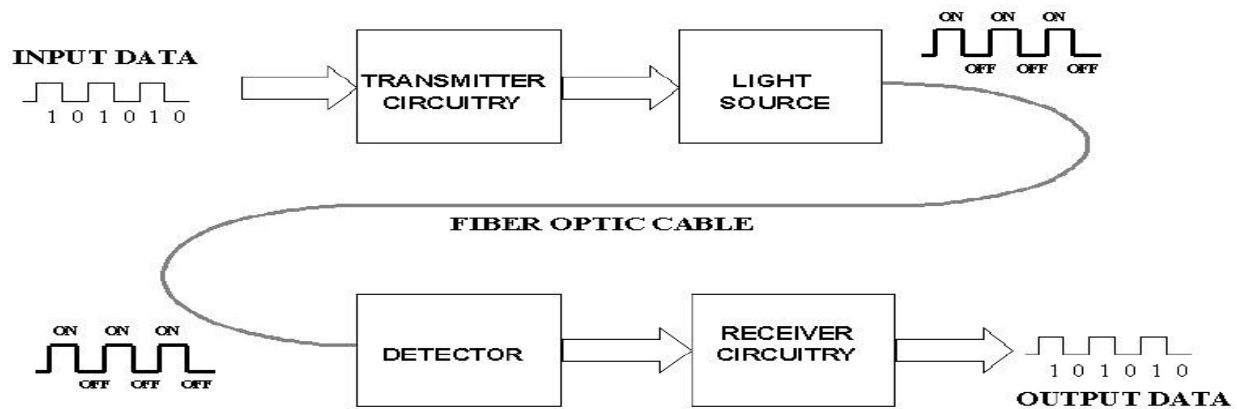 ON ON ON
INPUT DATA
OFF OFF OFF
TRANSMITTER
CIRCUITRY
LIGHT
SOURCE
1 0 1 0 1 0
FIBER OPTIC CABLE
ON ON ON
OFF OFF OFF
DETECTOR
RECEIVER
CIRCUITRY
1 0 1 0 1 0
OUTPUT DATA